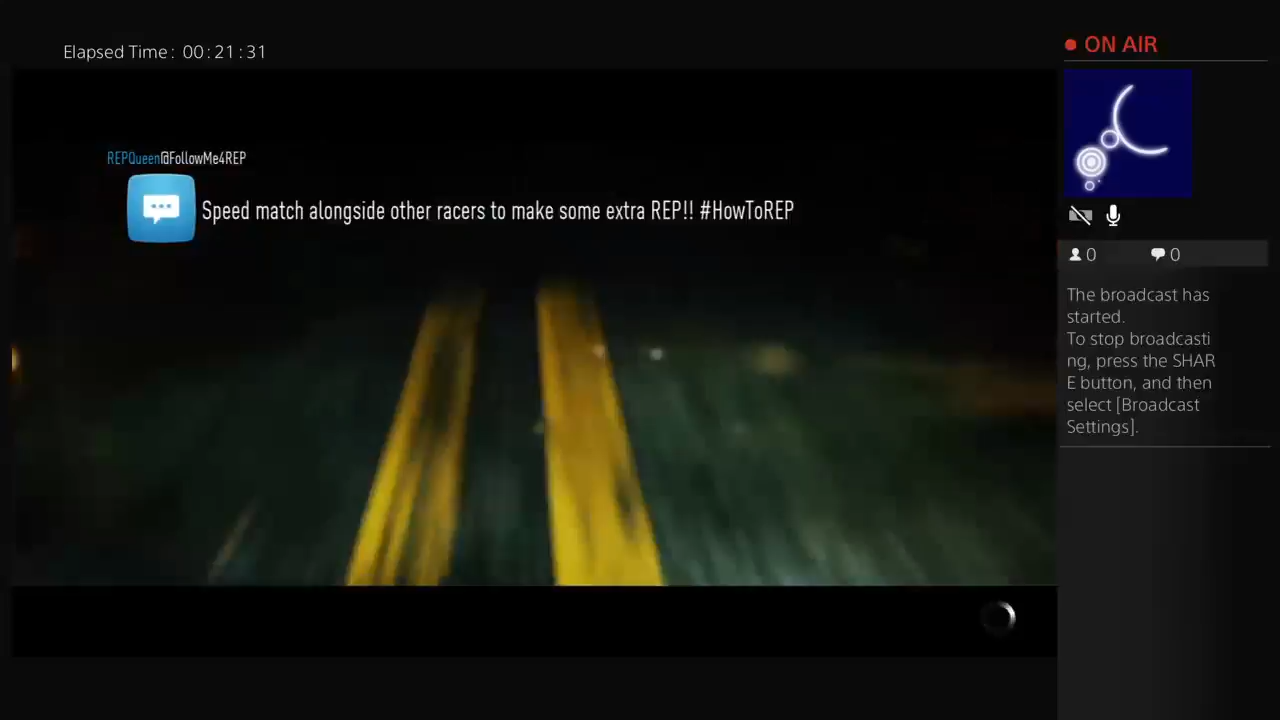 Elapsed Time: 00:21:31
ON AIR
REPQueen@FollowMe4REP
Speed match alongside other racers to make some extra REP!! #HowToREP
0 0
The broadcast has
started.
To stop broadcasti
ng, press the SHAR
E button, and then
select [Broadcast
Settings].